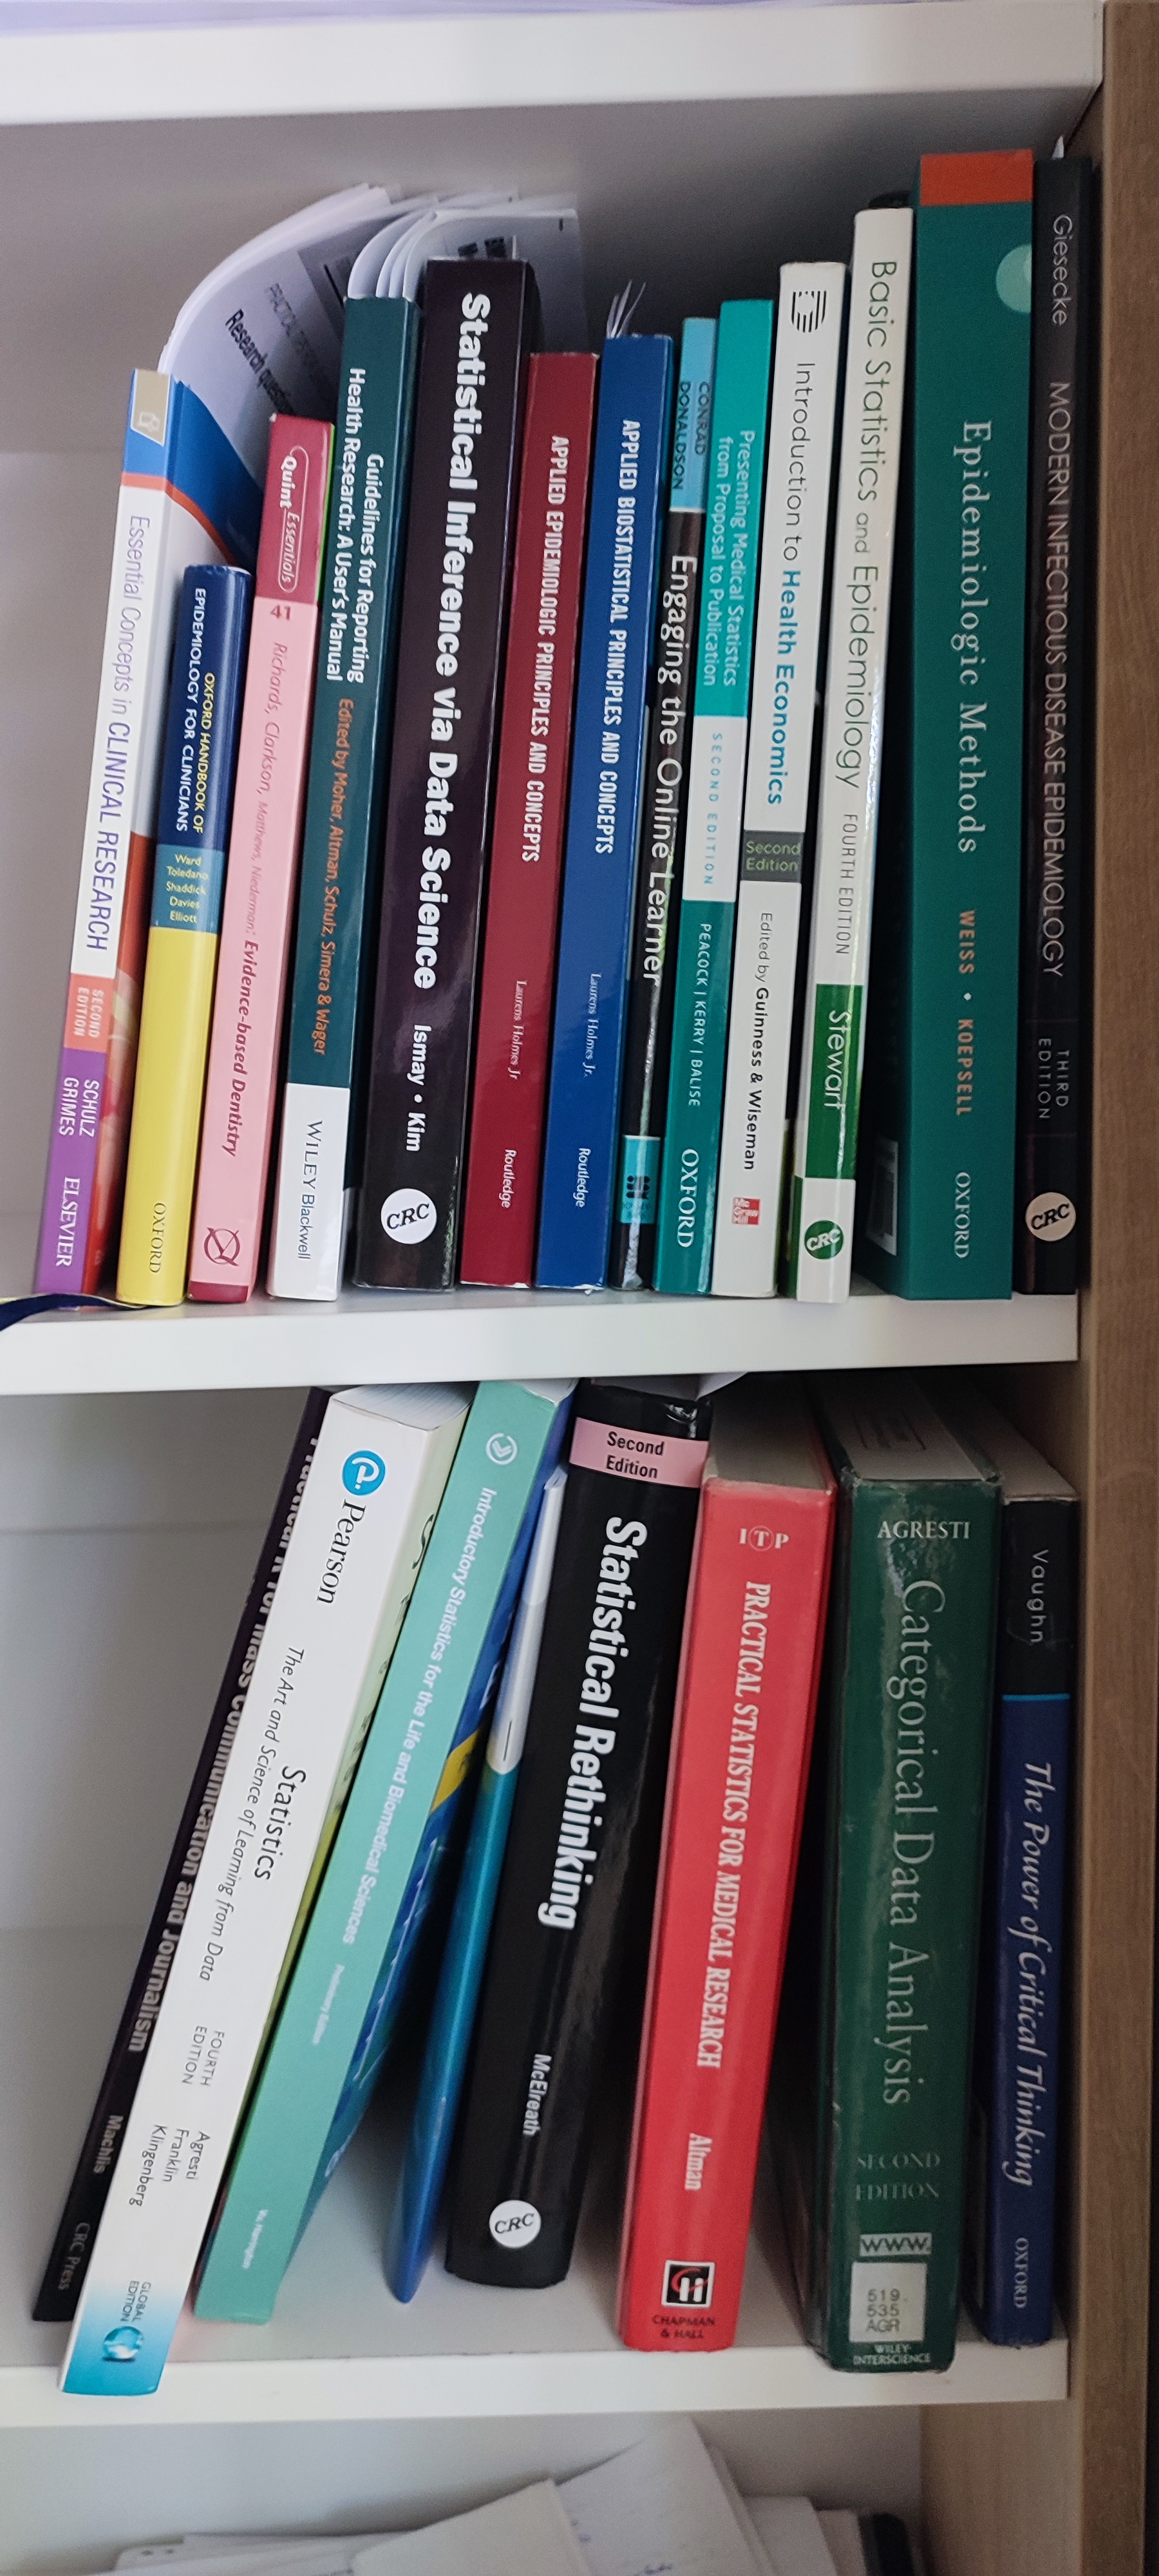 PRACTICAL
Research question
Essential Concepts in CLINICAL RESEARCH
SECOND
EDITION
SCHULZ
GRIMES
ELSEVIER
OXFORD HANDBOOK OF
EPIDEMIOLOGY FOR CLINICIANS
Ward
Toledano
Shaddick
Davies
Elliott
OXFORD
QuintEssentials
41
Richards, Clarkson, Matthews, Niederman: Evidence-based Dentistry
Guidelines for Reporting
Health Research: A User's Manual
Edited by Moher, Altman, Schulz, Simera & Wager
WILEY Blackwell
Statistical Inference via Data Science
Ismay • Kim
CRC
APPLIED EPIDEMIOLOGIC PRINCIPLES AND CONCEPTS
Laurens Holmes Jr
Routledge
APPLIED BIOSTATISTICAL PRINCIPLES AND CONCEPTS
Laurens Holmes Jr.
Routledge
CONRAD
DONALDSON
Engaging the Online Learner
Presenting Medical Statistics
from Proposal to Publication
SECOND EDITION
PEACOCK | KERRY | BALISE
OXFORD
Introduction to Health Economics
Second
Edition
Edited by Guinness & Wiseman
Basic Statistics and Epidemiology
FOURTH EDITION
Stewart
CRC
Epidemiologic Methods
WEISS • KOEPSELL
OXFORD
Giesecke
MODERN INFECTIOUS DISEASE EPIDEMIOLOGY
THIRD
EDITION
CRC
Practical R for Mass Communication and Journalism
Machlis
CRC Press
Pearson
Statistics
The Art and Science of Learning from Data
FOURTH
EDITION
Agresti
Franklin
Klingenberg
GLOBAL
EDITION
Introductory Statistics for the Life and Biomedical Sciences
Second
Edition
Statistical Rethinking
McElreath
CRC
ITP
PRACTICAL STATISTICS FOR MEDICAL RESEARCH
Altman
CHAPMAN
& HALL
AGRESTI
Categorical Data Analysis
SECOND
EDITION
WWW.
519.
535
AGR
WILEY-
INTERSCIENCE
Vaughn
The Power of Critical Thinking
OXFORD